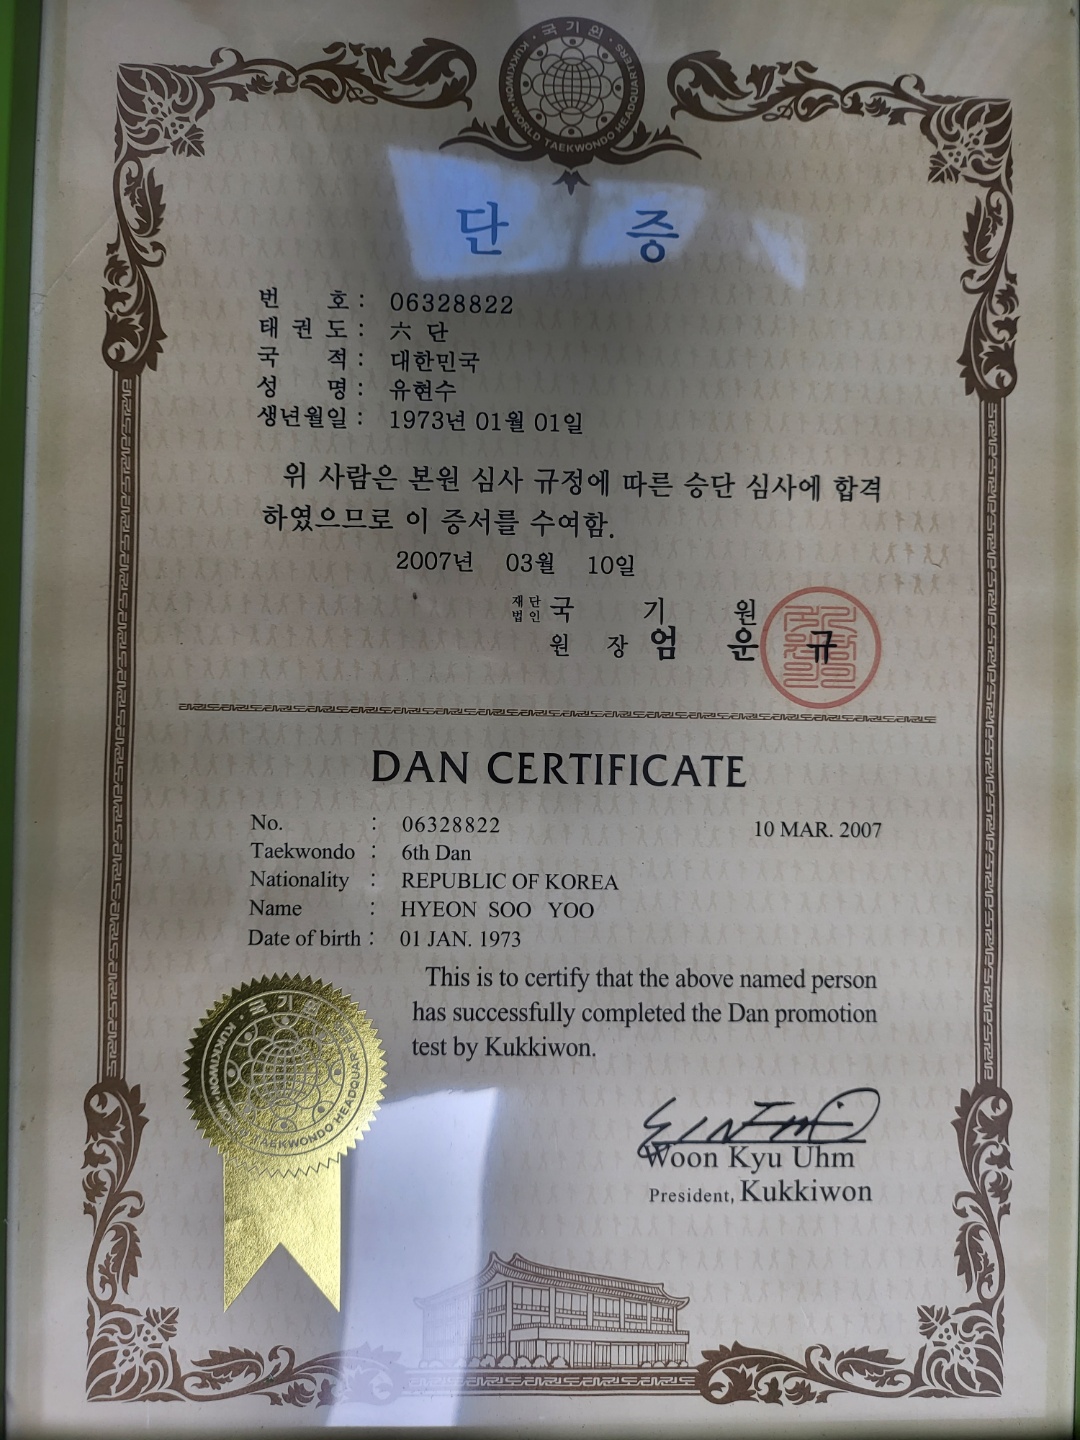 국기원
KUKKIWON·WORLD TAEKWONDO HEADQUARTERS
단 증
번 호 : 06328822
태 권 도 : 六 단
국 적 : 대한민국
성 명 : 유현수
생년월일 : 1973년 01월 01일
위 사람은 본원 심사 규정에 따른 승단 심사에 합격
하였으므로 이 증서를 수여함.
2007년 03월 10일
재단법인 국 기 원
원 장 엄 운 규
DAN CERTIFICATE
10 MAR. 2007
No. : 06328822
Taekwondo : 6th Dan
Nationality : REPUBLIC OF KOREA
Name : HYEON SOO YOO
Date of birth : 01 JAN. 1973
This is to certify that the above named person
has successfully completed the Dan promotion
test by Kukkiwon.
국기원
KUKKIWON TAEKWONDO
Woon Kyu Uhm
President, Kukkiwon